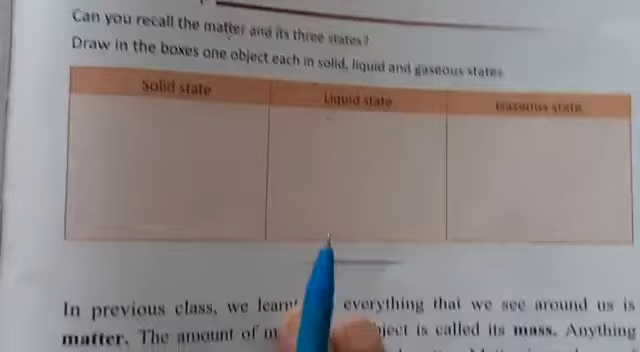 Can you recall the matter and its three states?
Draw in the boxes one object each in solid, liquid and gaseous states
Solid state
Liquid state
Gaseous state
In previous class, we learnt everything that we see around us is
matter. The amount of ject is called its mass. Anything